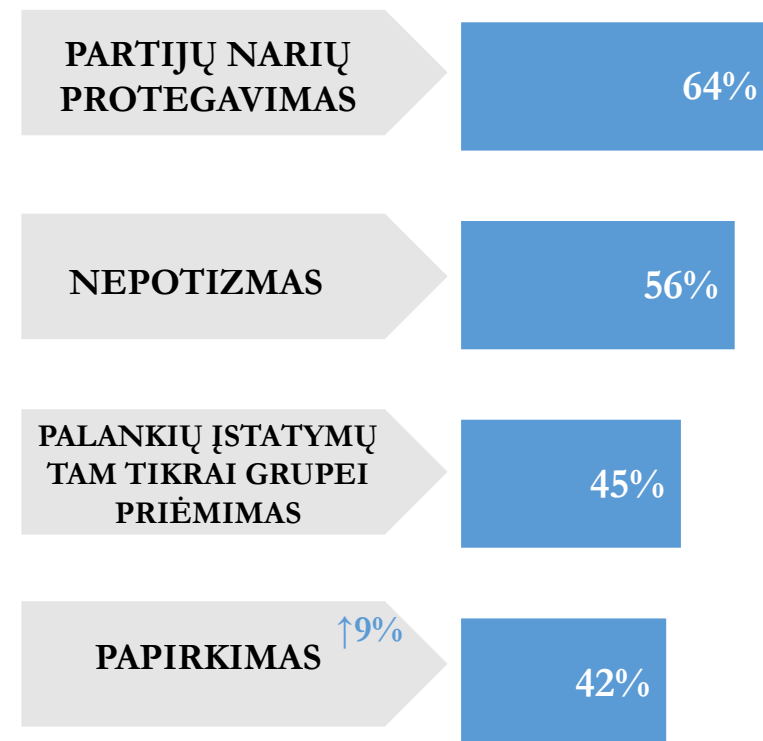 PARTIJŲ NARIŲ
PROTEGAVIMAS
64%
NEPOTIZMAS
56%
PALANKIŲ ĮSTATYMŲ
TAM TIKRAI GRUPEI
PRIĖMIMAS
45%
PAPIRKIMAS
↑9%
42%